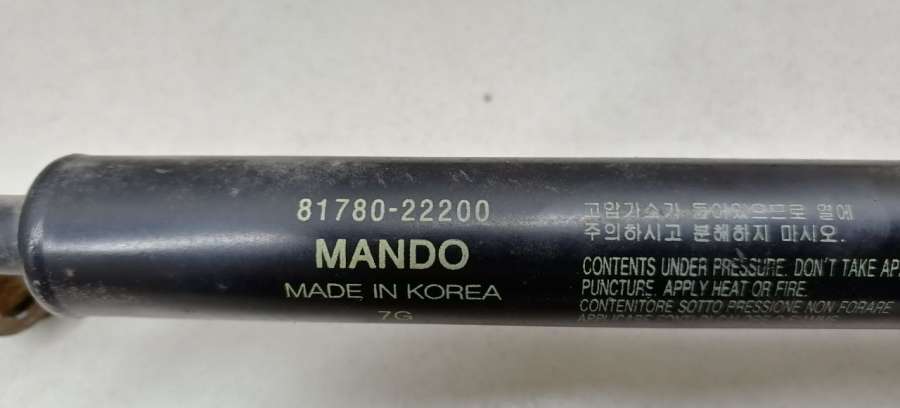 81780-22200
MANDO
MADE IN KOREA
7G
고압가스가 들어있으므로 열에
주의하시고 분해하지 마시오.
CONTENTS UNDER PRESSURE. DON'T TAKE AP
PUNCTURE. APPLY HEAT OR FIRE.
CONTENITORE SOTTO PRESSIONE NON FORARE
APPLICARE